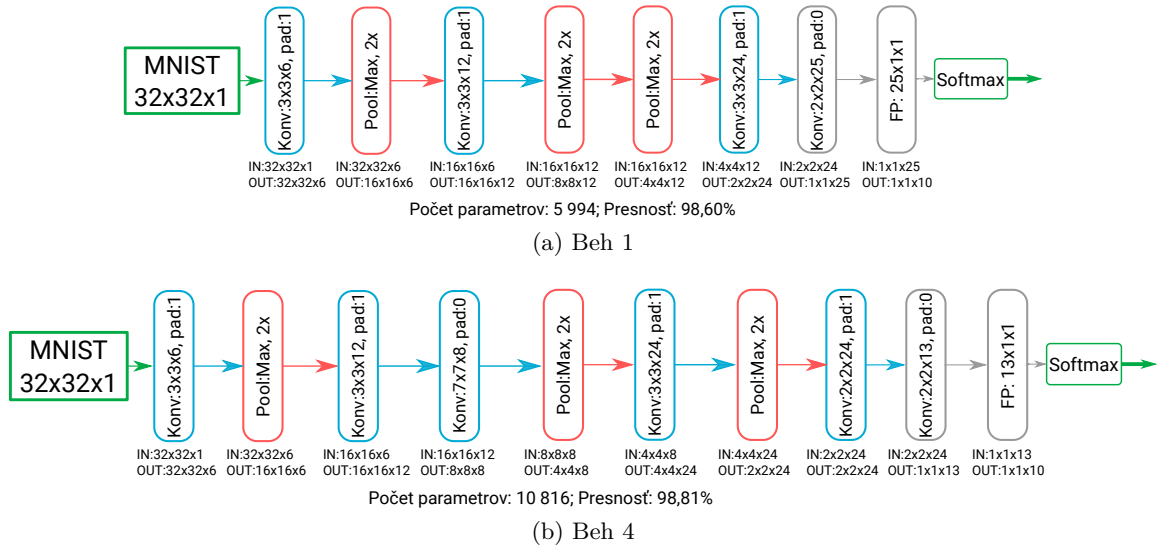 MNIST
32x32x1
Konv:3x3x6, pad:1
Pool:Max, 2x
Konv:3x3x12, pad:1
Pool:Max, 2x
Pool:Max, 2x
Konv:3x3x24, pad:1
Konv:2x2x25, pad:0
FP: 25x1x1
Softmax
IN:32x32x1
OUT:32x32x6
IN:32x32x6
OUT:16x16x6
IN:16x16x6
OUT:16x16x12
IN:16x16x12
OUT:8x8x12
IN:16x16x12
OUT:4x4x12
IN:4x4x12
OUT:2x2x24
IN:2x2x24
OUT:1x1x25
IN:1x1x25
OUT:1x1x10
Počet parametrov: 5 994; Presnosť: 98,60%
(a) Beh 1
MNIST
32x32x1
Konv:3x3x6, pad:1
Pool:Max, 2x
Konv:3x3x12, pad:1
Konv:7x7x8, pad:0
Pool:Max, 2x
Konv:3x3x24, pad:1
Pool:Max, 2x
Konv:2x2x24, pad:1
Konv:2x2x13, pad:0
FP: 13x1x1
Softmax
IN:32x32x1
OUT:32x32x6
IN:32x32x6
OUT:16x16x6
IN:16x16x6
OUT:16x16x12
IN:16x16x12
OUT:8x8x8
IN:8x8x8
OUT:4x4x8
IN:4x4x8
OUT:4x4x24
IN:4x4x24
OUT:2x2x24
IN:2x2x24
OUT:2x2x24
IN:2x2x24
OUT:1x1x13
IN:1x1x13
OUT:1x1x10
Počet parametrov: 10 816; Presnosť: 98,81%
(b) Beh 4